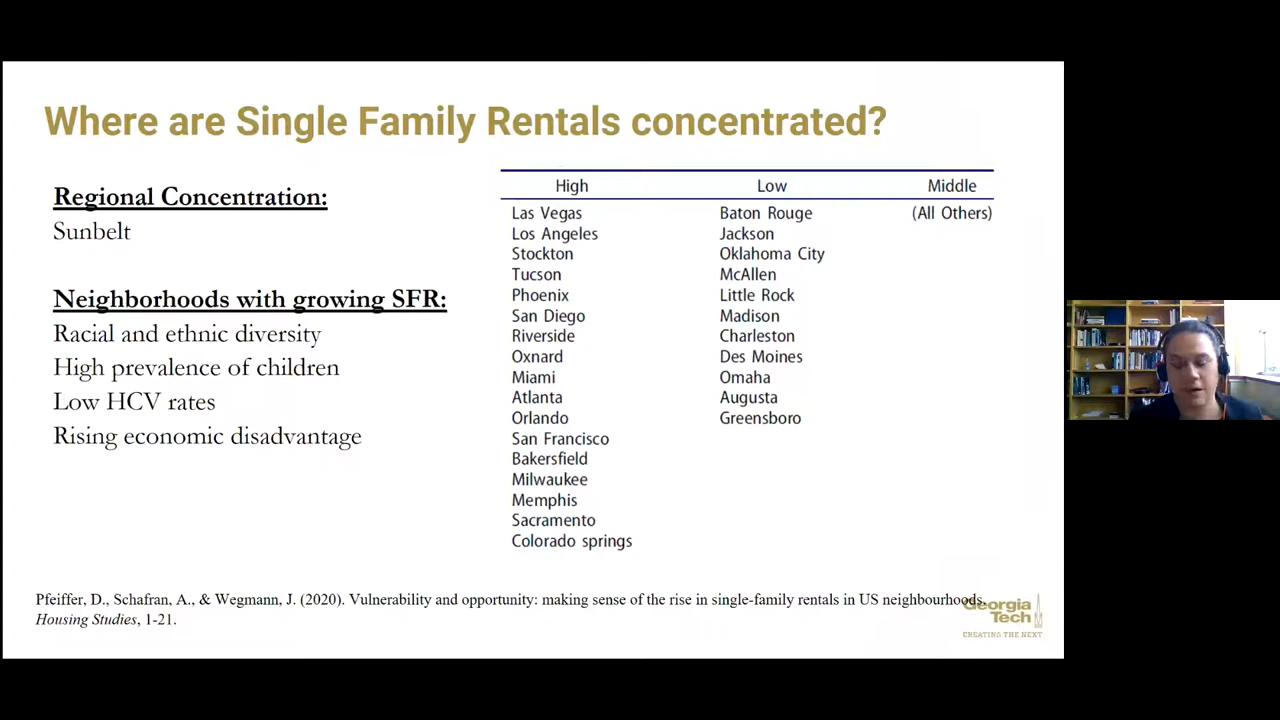 Where are Single Family Rentals concentrated?
Regional Concentration:
Sunbelt
Neighborhoods with growing SFR:
Racial and ethnic diversity
High prevalence of children
Low HCV rates
Rising economic disadvantage
High Low Middle
Las Vegas Baton Rouge (All Others)
Los Angeles Jackson
Stockton Oklahoma City
Tucson McAllen
Phoenix Little Rock
San Diego Madison
Riverside Charleston
Oxnard Des Moines
Miami Omaha
Atlanta Augusta
Orlando Greensboro
San Francisco
Bakersfield
Milwaukee
Memphis
Sacramento
Colorado springs
Pfeiffer, D., Schafran, A., & Wegmann, J. (2020). Vulnerability and opportunity: making sense of the rise in single-family rentals in US neighbourhoods.
Housing Studies, 1-21.
Georgia
Tech
CREATING THE NEXT